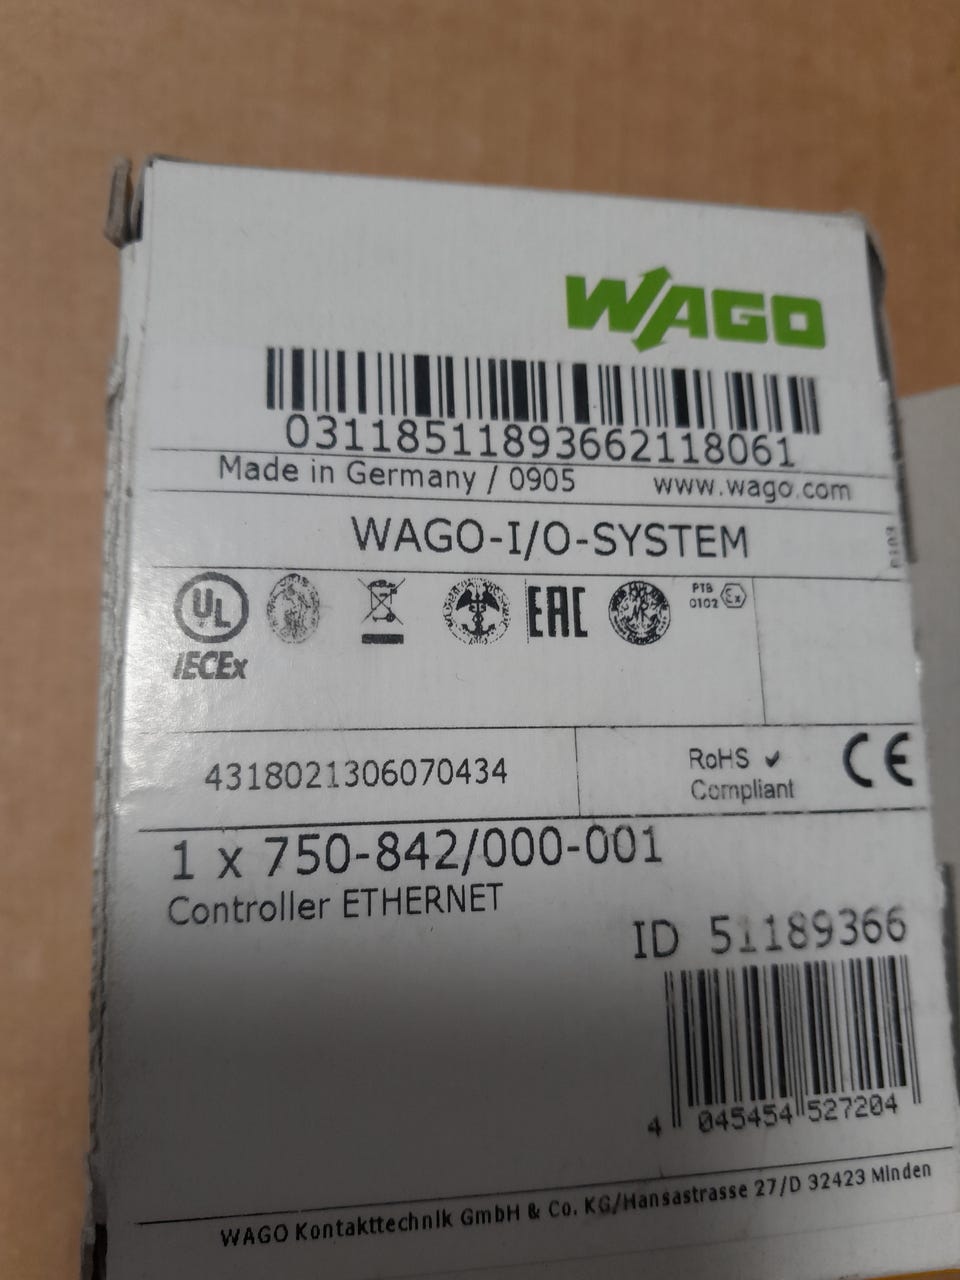 WAGO
03118511893662118061
Made in Germany / 0905 www.wago.com
WAGO-I/O-SYSTEM
UL
EAC
PTB
0102 Ex
IECEx
4318021306070434
RoHS ✓
Compliant
CE
1 x 750-842/000-001
Controller ETHERNET
ID 51189366
4 045454 527204
WAGO Kontakttechnik GmbH & Co. KG/Hansastrasse 27/D 32423 Minden